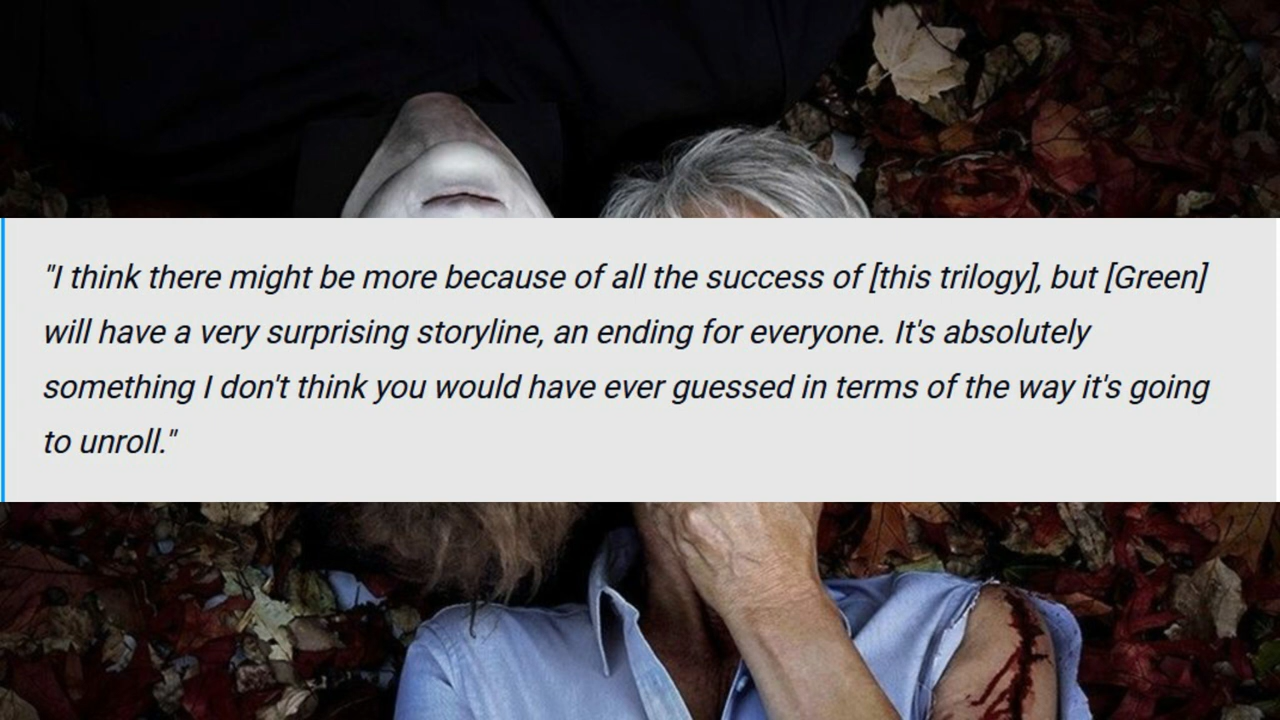 "I think there might be more because of all the success of [this trilogy], but [Green]
will have a very surprising storyline, an ending for everyone. It's absolutely
something I don't think you would have ever guessed in terms of the way it's going
to unroll."